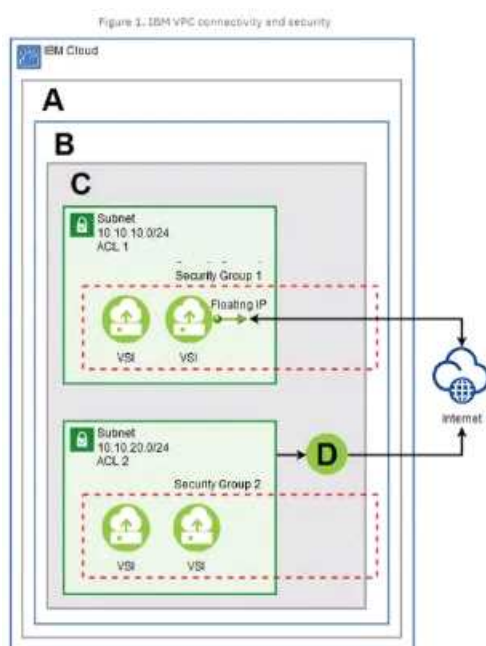 Figure 1. IBM VPC connectivity and security
IBM Cloud
A
B
C
Subnet
10.10.10.0/24
ACL 1
Security Group 1
Floating IP
VSI
VSI
Internet
Subnet
10.10.20.0/24
ACL 2
D
Security Group 2
VSI
VSI